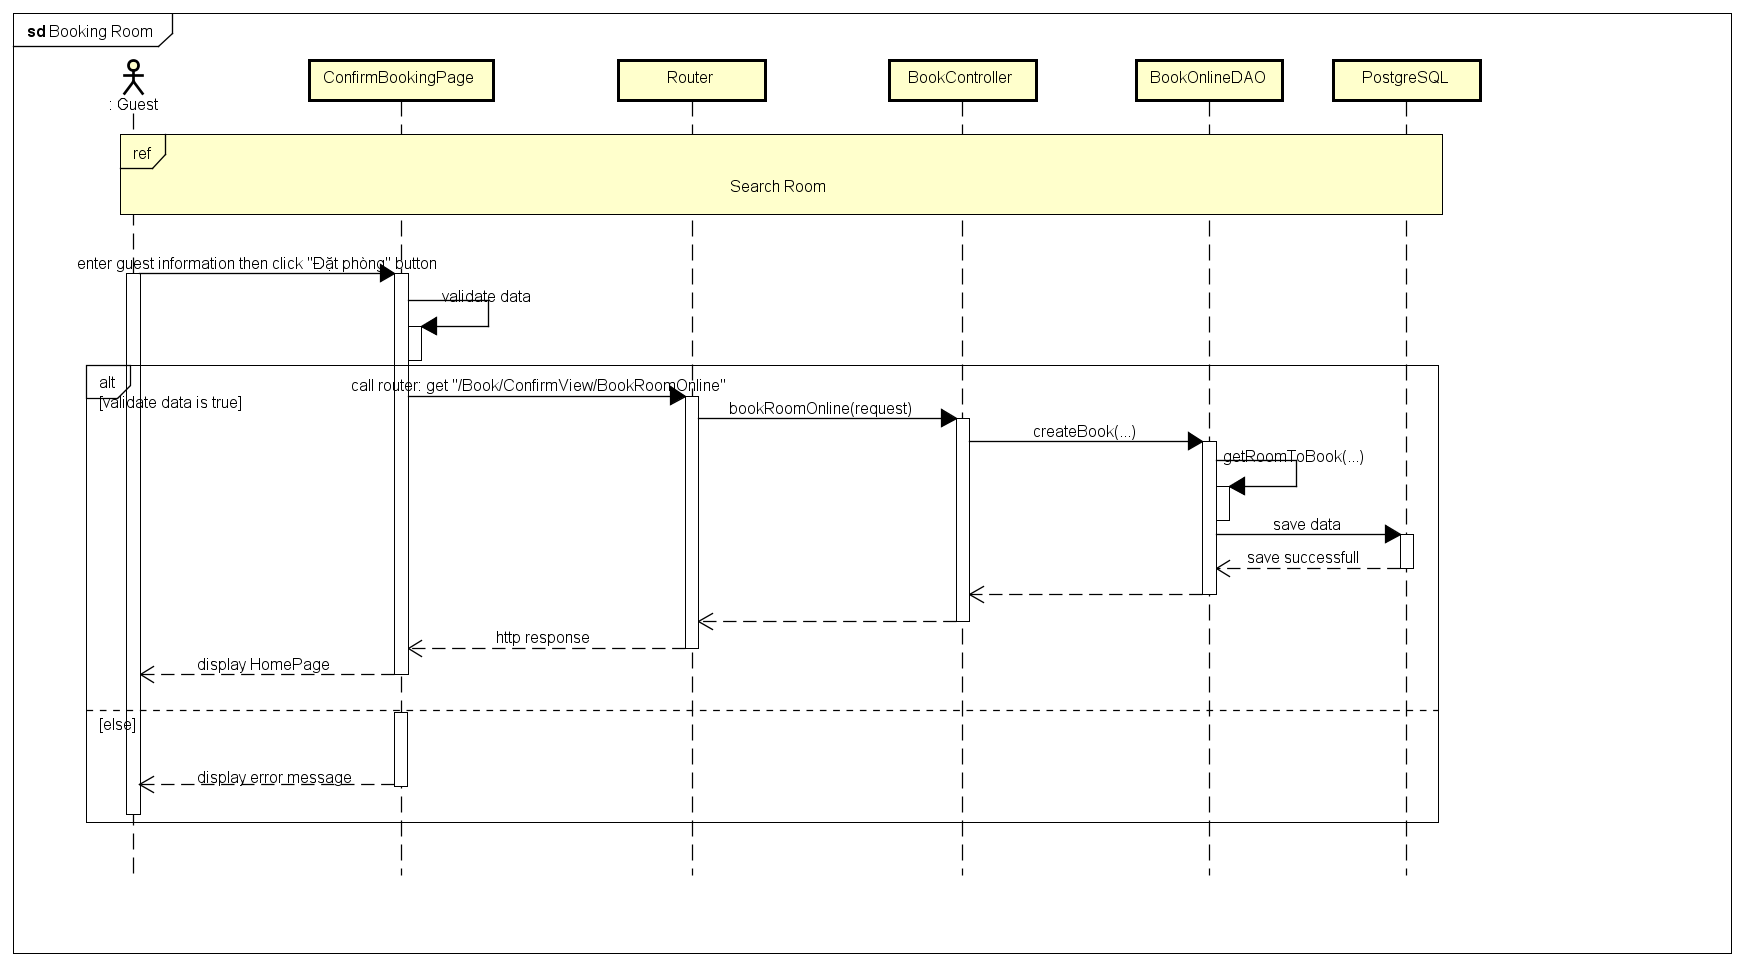 sd Booking Room
: Guest
ConfirmBookingPage
Router
BookController
BookOnlineDAO
PostgreSQL
ref
Search Room
enter guest information then click "Đặt phòng" button
validate data
alt
[validate data is true]
call router: get "/Book/ConfirmView/BookRoomOnline"
bookRoomOnline(request)
createBook(...)
getRoomToBook(...)
save data
save successfull
http response
display HomePage
[else]
display error message